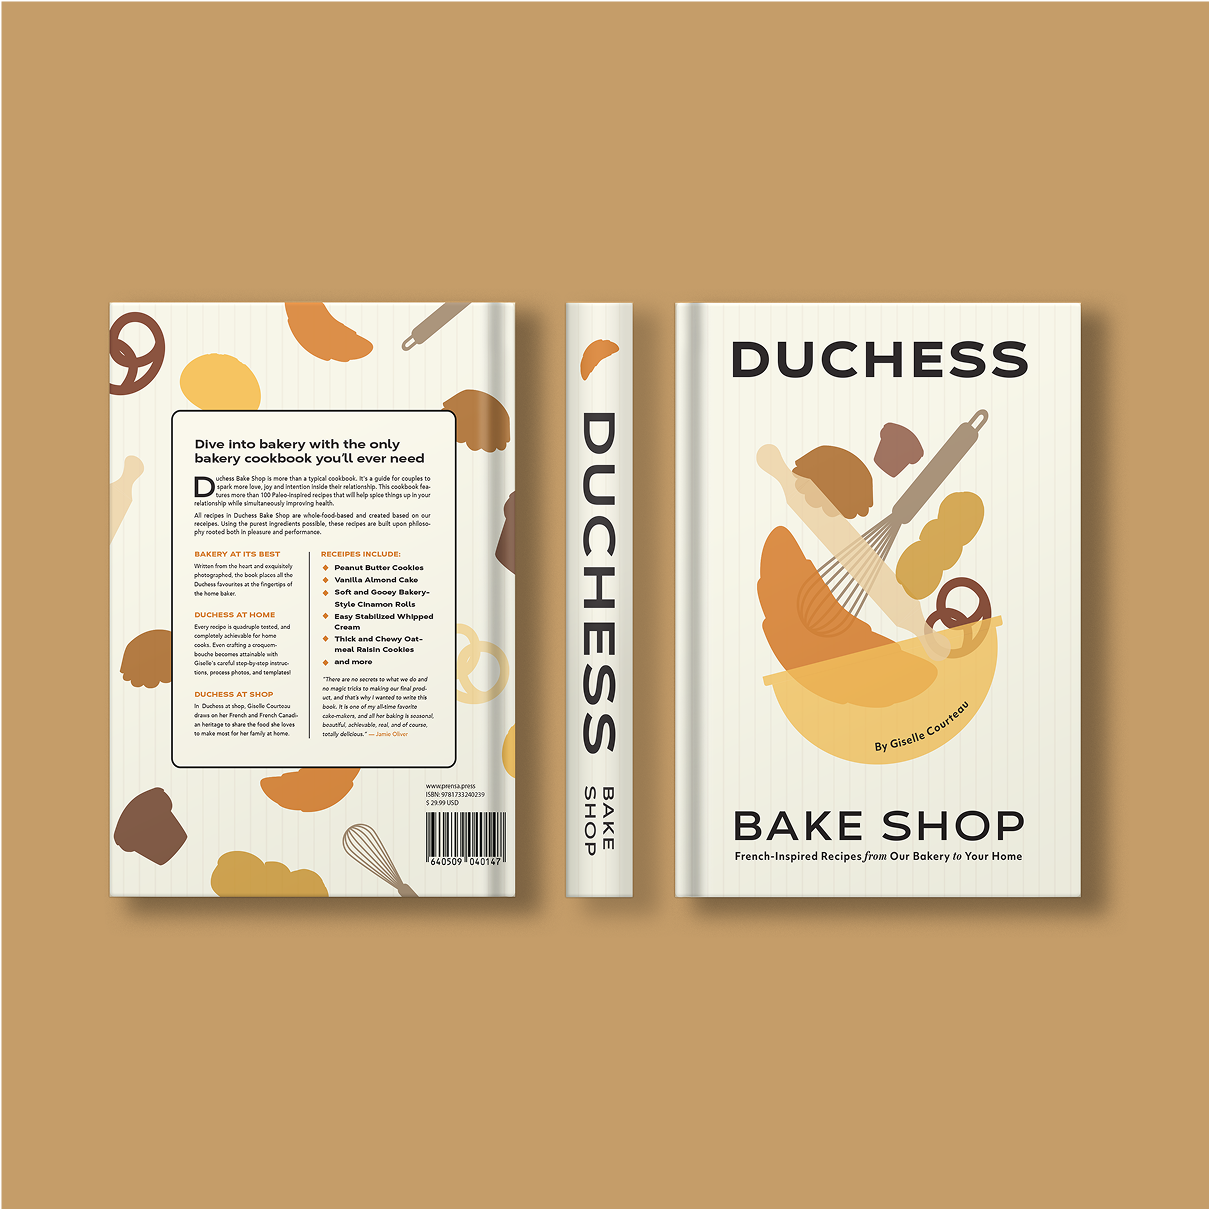 Dive into bakery with the only
bakery cookbook you'll ever need
Duchess Bake Shop is more than a typical cookbook. It's a guide for couples to
spark more love, joy and intention inside their relationship. This cookbook fea-
tures more than 100 Paleo-inspired recipes that will help spice things up in your
relationship while simultaneously improving health.
All recipes in Duchess Bake Shop are whole-food-based and created based on our
receipes. Using the purest ingredients possible, these recipes are built upon philoso-
phy rooted both in pleasure and performance.
BAKERY AT ITS BEST
Written from the heart and exquisitely
photographed, the book places all the
Duchess favourites at the fingertips of
the home baker.
DUCHESS AT HOME
Every recipe is quadruple tested, and
completely achievable for home
cooks. Even crafting a croquem-
bouche becomes attainable with
Giselle's careful step-by-step instruc-
tions, process photos, and templates!
DUCHESS AT SHOP
In Duchess at shop, Giselle Courteau
draws on her French and French Canadi-
an heritage to share the food she loves
to make most for her family at home.
RECEIPES INCLUDE:
Peanut Butter Cookies
Vanilla Almond Cake
Soft and Gooey Bakery-
Style Cinamon Rolls
Easy Stabilized Whipped
Cream
Thick and Chewy Oat-
meal Raisin Cookies
and more
"There are no secrets to what we do and
no magic tricks to making our final prod-
uct, and that's why I wanted to write this
book. It is one of my all-time favorite
cake-makers, and all her baking is seasonal,
beautiful, achievable, real, and of course,
totally delicious." — Jamie Oliver
www.prensa.press
ISBN: 9781733240239
$ 29.99 USD
640509 040147
DUCHESS
BAKE
SHOP
DUCHESS
By Giselle Courteau
BAKE SHOP
French-Inspired Recipes from Our Bakery to Your Home